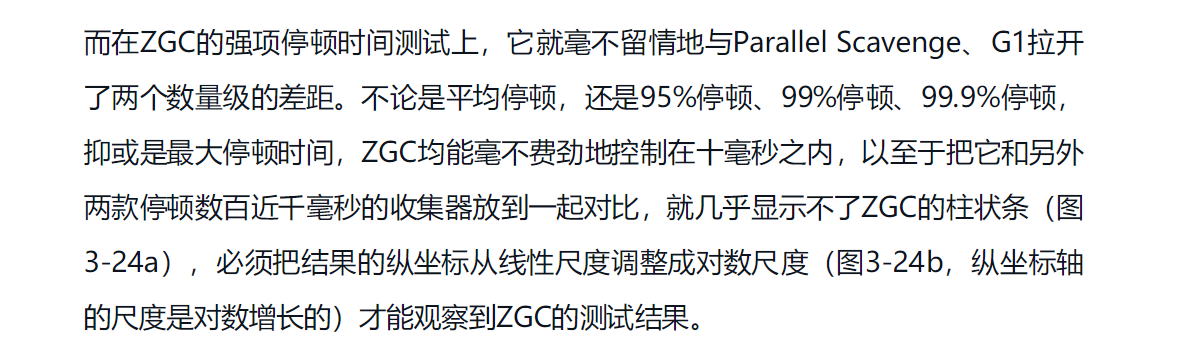 而在ZGC的强项停顿时间测试上，它就毫不留情地与Parallel Scavenge、G1拉开
了两个数量级的差距。不论是平均停顿，还是95%停顿、99%停顿、99.9%停顿，
抑或是最大停顿时间，ZGC均能毫不费劲地控制在十毫秒之内，以至于把它和另外
两款停顿数百近千毫秒的收集器放到一起对比，就几乎显示不了ZGC的柱状条（图
3-24a），必须把结果的纵坐标从线性尺度调整成对数尺度（图3-24b，纵坐标轴
的尺度是对数增长的）才能观察到ZGC的测试结果。